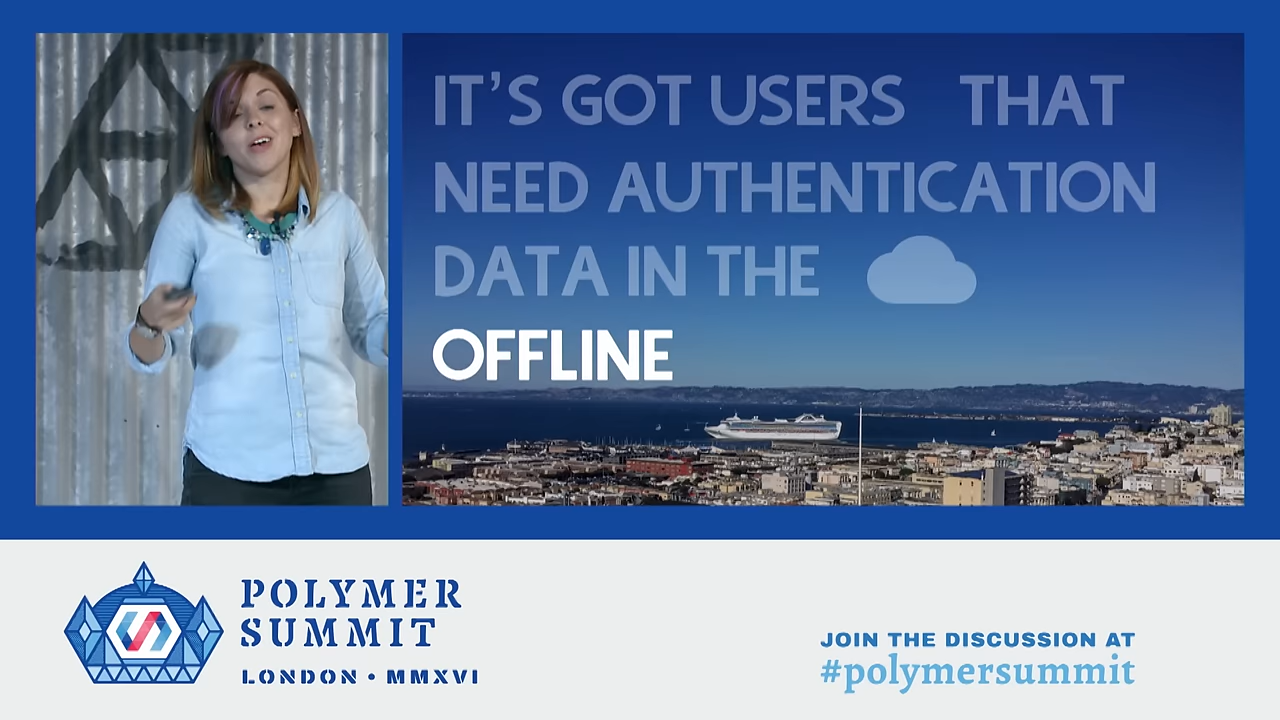 IT'S GOT USERS THAT
NEED AUTHENTICATION
DATA IN THE
OFFLINE
POLYMER
SUMMIT
LONDON • MMXVI
JOIN THE DISCUSSION AT
#polymersummit